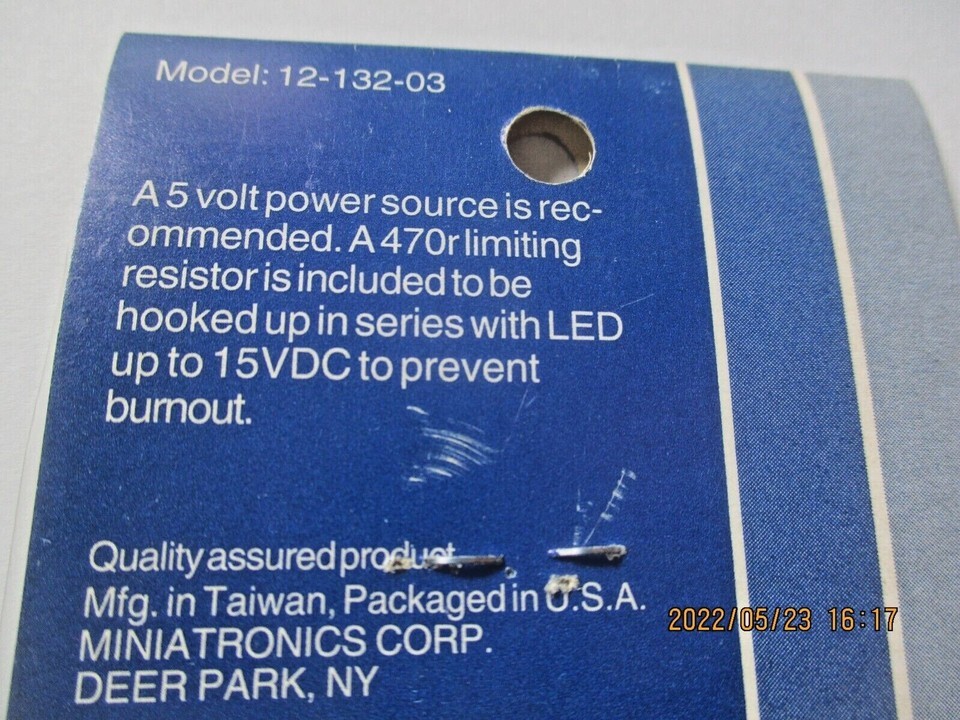 Model: 12-132-03
A 5 volt power source is rec-
ommended. A 470r limiting
resistor is included to be
hooked up in series with LED
up to 15VDC to prevent
burnout.
Quality assured product
Mfg. in Taiwan, Packaged in U.S.A.
MINIATRONICS CORP.
DEER PARK, NY
2022/05/23 16:17